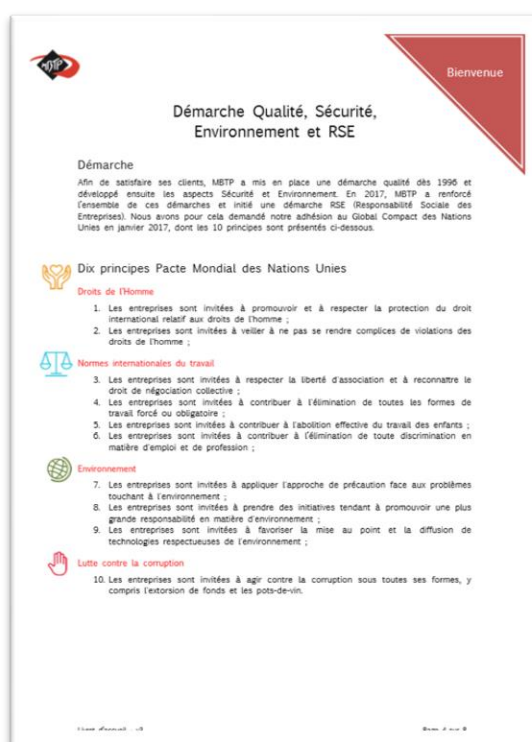 MBTP
Bienvenue
Démarche Qualité, Sécurité,
Environnement et RSE
Démarche
Afin de satisfaire ses clients, MBTP a mis en place une démarche qualité dès 1996 et
développé ensuite les aspects Sécurité et Environnement. En 2017, MBTP a renforcé
l'ensemble de ces démarches et initié une démarche RSE (Responsabilité Sociale des
Entreprises). Nous avons pour cela demandé notre adhésion au Global Compact des Nations
Unies en janvier 2017, dont les 10 principes sont présentés ci-dessous.
Dix principes Pacte Mondial des Nations Unies
Droits de l'Homme
1. Les entreprises sont invitées à promouvoir et à respecter la protection du droit
international relatif aux droits de l'homme ;
2. Les entreprises sont invitées à veiller à ne pas se rendre complices de violations des
droits de l'homme ;
Normes internationales du travail
3. Les entreprises sont invitées à respecter la liberté d'association et à reconnaître le
droit de négociation collective ;
4. Les entreprises sont invitées à contribuer à l'élimination de toutes les formes de
travail forcé ou obligatoire ;
5. Les entreprises sont invitées à contribuer à l'abolition effective du travail des enfants ;
6. Les entreprises sont invitées à contribuer à l'élimination de toute discrimination en
matière d'emploi et de profession ;
Environnement
7. Les entreprises sont invitées à appliquer l'approche de précaution face aux problèmes
touchant à l'environnement ;
8. Les entreprises sont invitées à prendre des initiatives tendant à promouvoir une plus
grande responsabilité en matière d'environnement ;
9. Les entreprises sont invitées à favoriser la mise au point et la diffusion de
technologies respectueuses de l'environnement ;
Lutte contre la corruption
10. Les entreprises sont invitées à agir contre la corruption sous toutes ses formes, y
compris l'extorsion de fonds et les pots-de-vin.